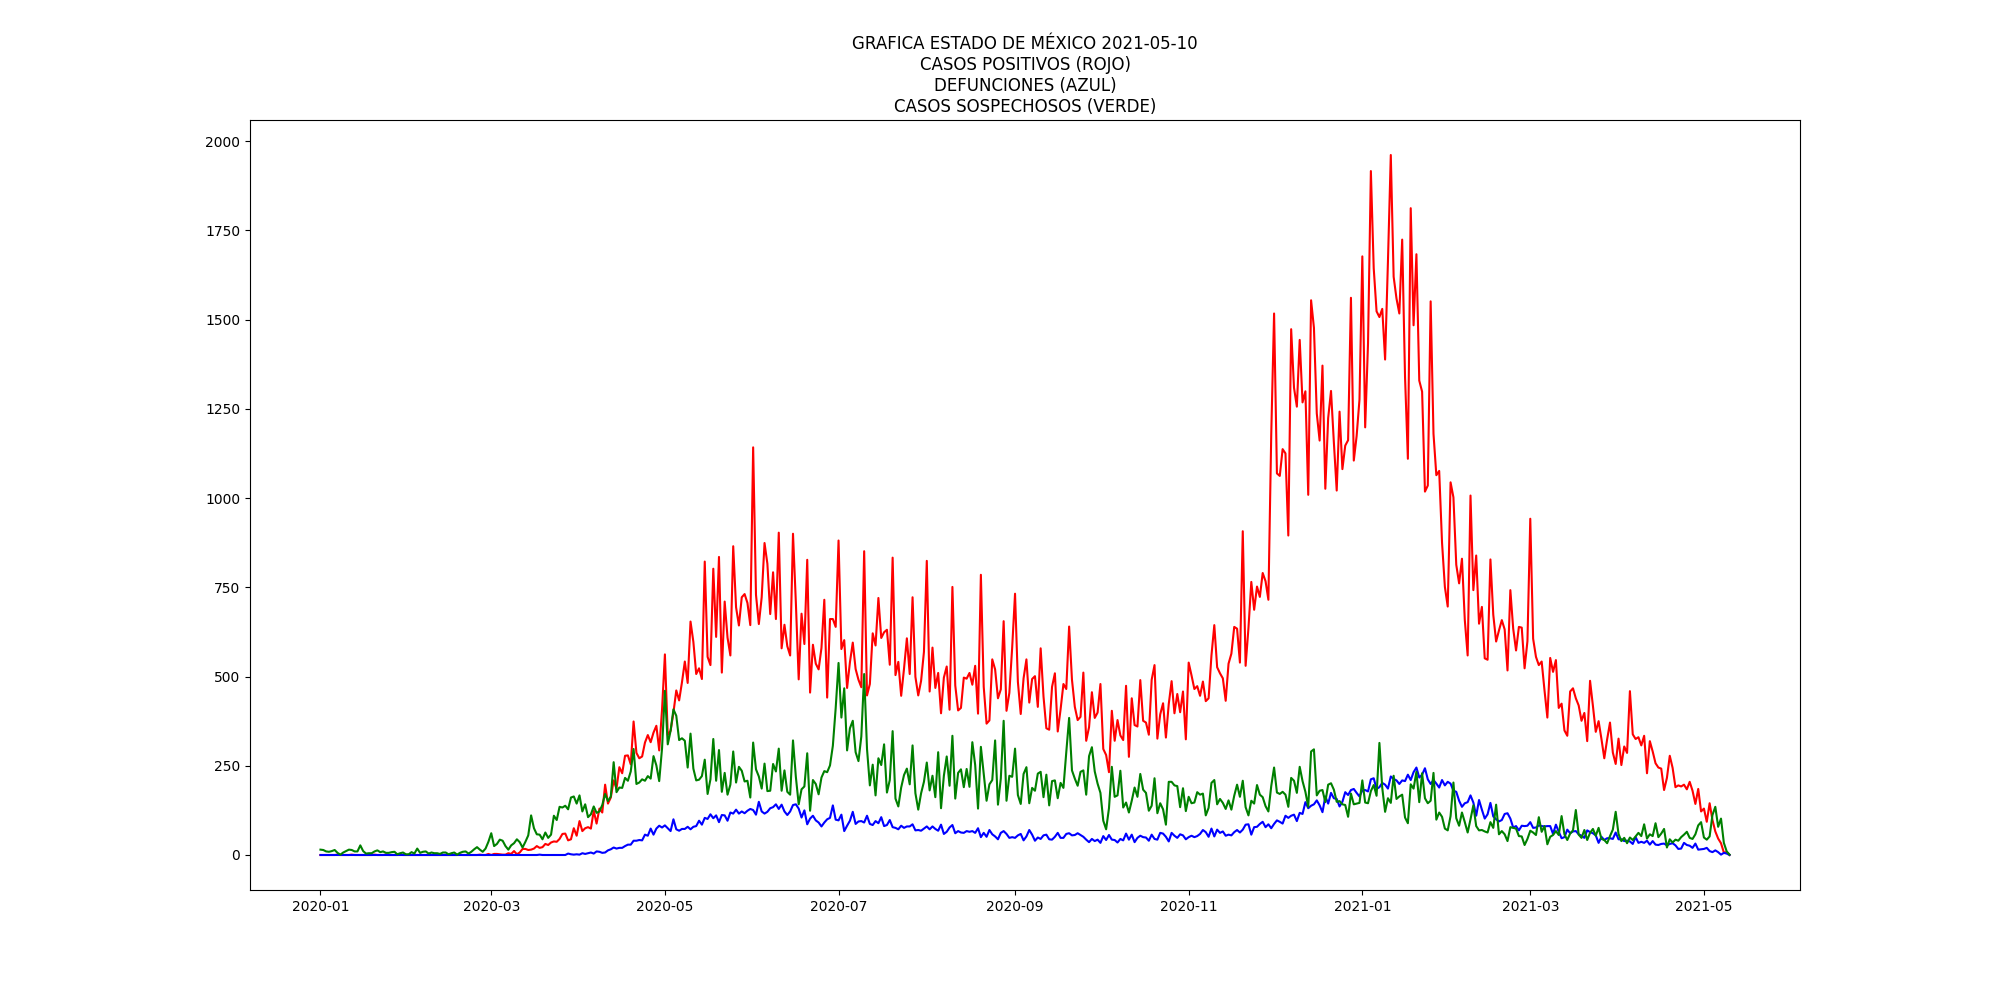 GRAFICA ESTADO DE MÉXICO 2021-05-10
CASOS POSITIVOS (ROJO)
DEFUNCIONES (AZUL)
CASOS SOSPECHOSOS (VERDE)
2000
1750
1500
1250
1000
750
500
250
0
2020-01 2020-03 2020-05 2020-07 2020-09 2020-11 2021-01 2021-03 2021-05